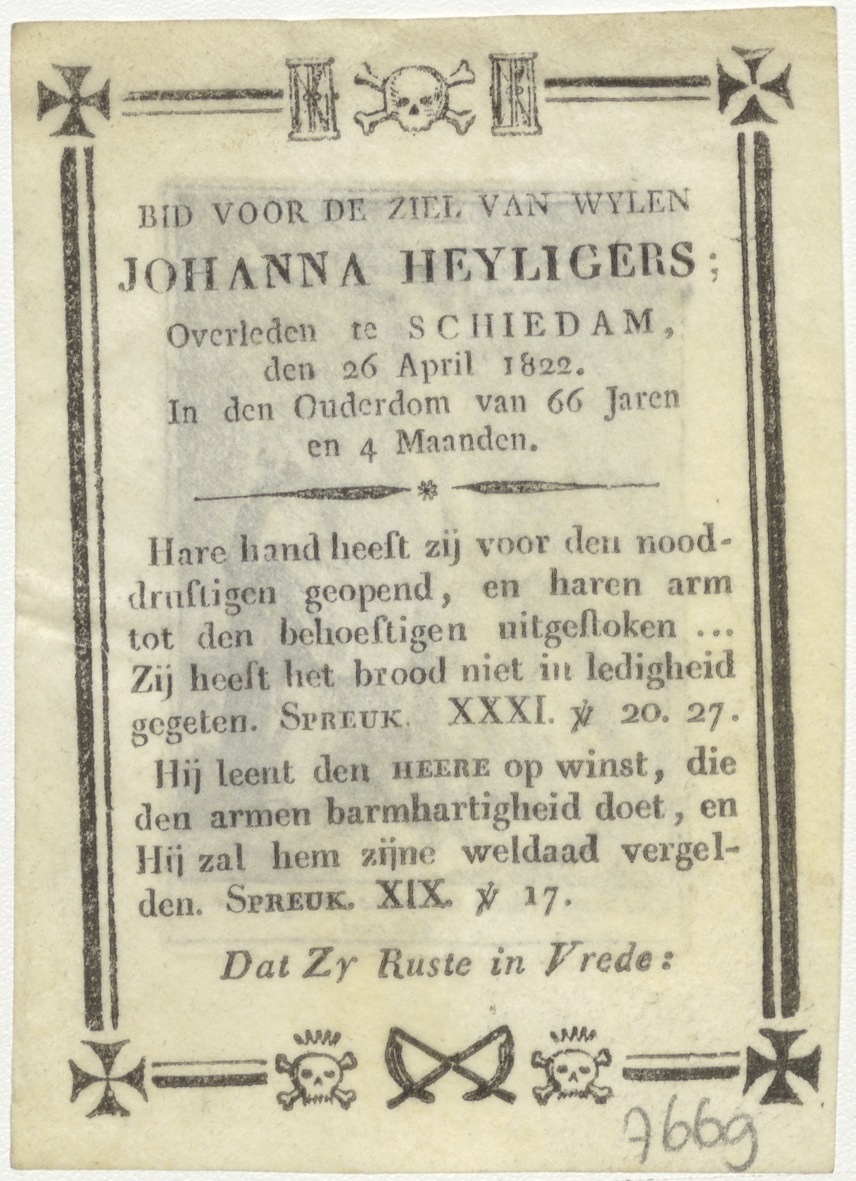 BID VOOR DE ZIEL VAN WYLEN
JOHANNA HEYLIGERS;
Overleden te SCHIEDAM,
den 26 April 1822.
In den Ouderdom van 66 Jaren
en 4 Maanden.
Hare hand heeft zij voor den nood-
druſtigen geopend, en haren arm
tot den behoeftigen uitgeſtoken ...
Zij heeft het brood niet in ledigheid
gegeten. SPREUK. XXXI. ℣ 20. 27.
Hij leent den HEERE op winst, die
den armen barmhartigheid doet, en
Hij zal hem zijne weldaad vergel-
den. SPREUK. XIX. ℣ 17.
Dat Zy Ruste in Vrede:
7669